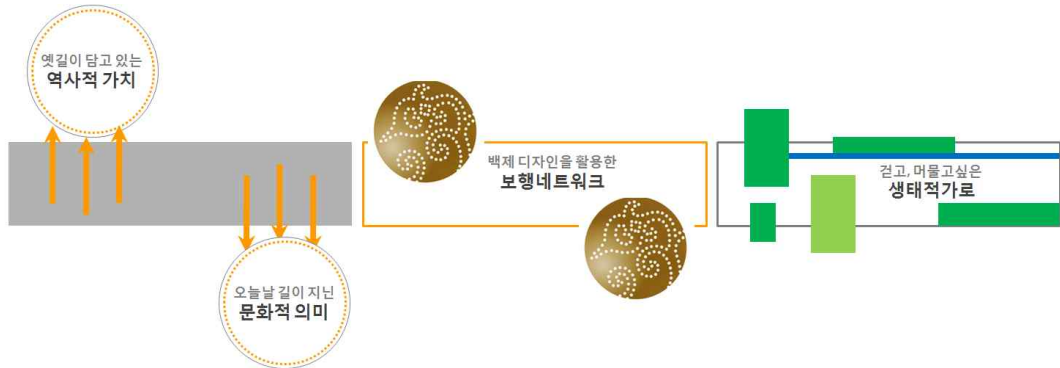 옛길이 담고 있는
역사적 가치
오늘날 길이 지닌
문화적 의미
백제 디자인을 활용한
보행네트워크
걷고, 머물고싶은
생태적가로